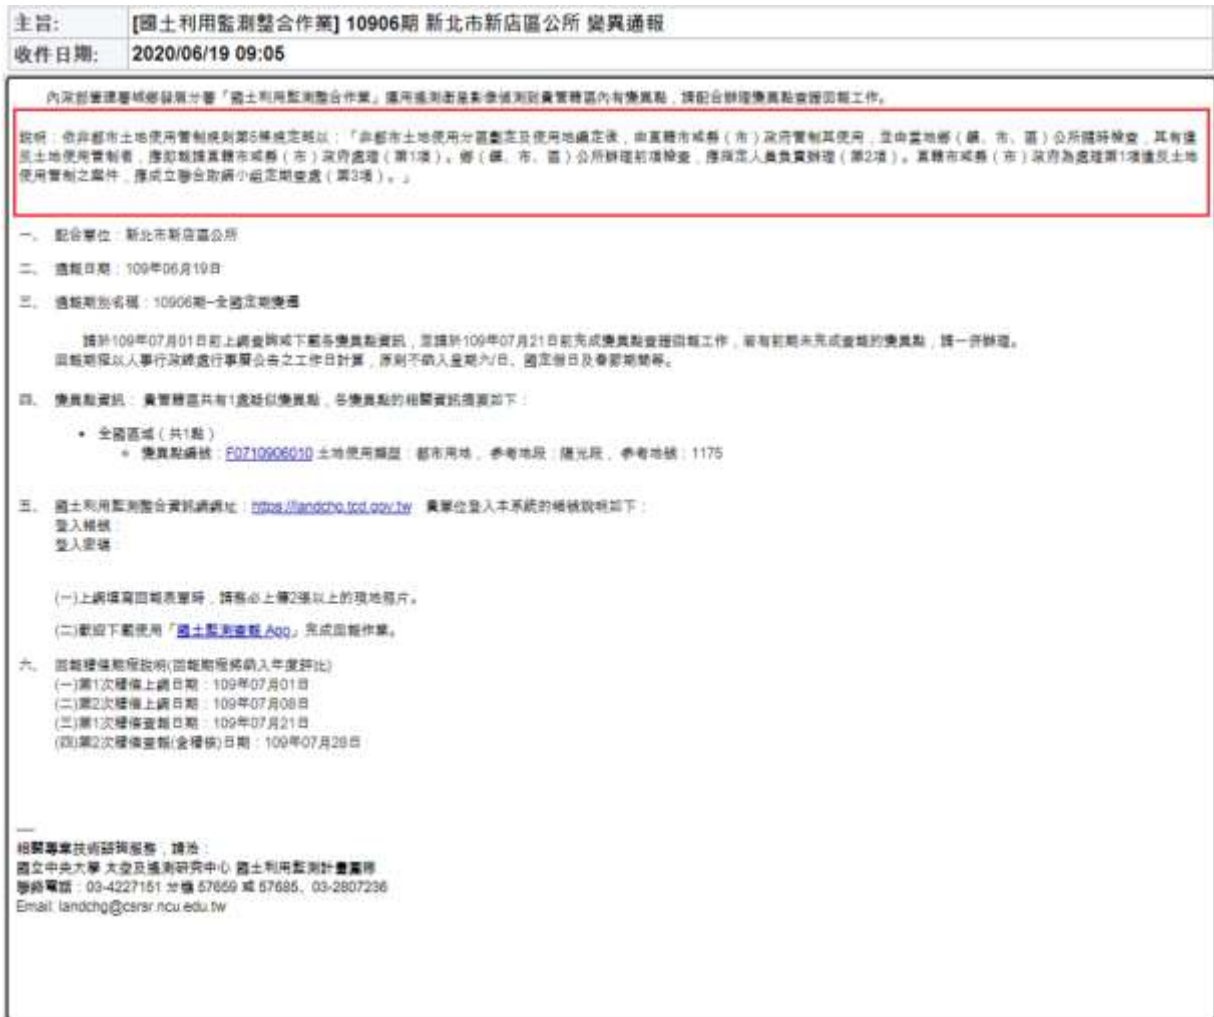 主旨: [國土利用監測整合作業] 10906期 新北市新店區公所 變異通報
收件日期: 2020/06/19 09:05
內政部營建署城鄉發展分署「國土利用監測整合作業」運用遙測衛星影像偵測到貴管轄區內有變異點，請配合辦理變異點查證回報工作。
說明：依非都市土地使用管制規則第5條規定略以：「非都市土地使用分區劃定及使用地編定後，由直轄市或縣（市）政府管制其使用，並由當地鄉（鎮、市、區）公所隨時檢查，其有違
反土地使用管制者，應即報請直轄市或縣（市）政府處理（第1項）。鄉（鎮、市、區）公所辦理前項檢查，應指定人員負責辦理（第2項）。直轄市或縣（市）政府為處理第1項違反土地
使用管制之案件，應成立聯合取締小組定期查處（第3項）。」
一、 配合單位：新北市新店區公所
二、 通報日期：109年06月19日
三、 通報期別名稱：10906期–全國定期變遷
請於109年07月01日前上網查詢或下載各變異點資訊，並請於109年07月21日前完成變異點查證回報工作，若有前期未完成查報的變異點，請一併辦理。
回報期程以人事行政總處行事曆公告之工作日計算，原則不納入星期六/日、國定假日及春節期間等。
四、 變異點資訊： 貴管轄區共有1處疑似變異點，各變異點的相關資訊摘要如下：
• 全國區域（共1點）
◦ 變異點編號：F0710906010 土地使用類型：都市用地， 參考地段：陽光段， 參考地號：1175
五、 國土利用監測整合資訊網網址：https://landchg.tcd.gov.tw 貴單位登入本系統的帳號說明如下：
登入帳號：
登入密碼：
(一)上網填寫回報表單時，請務必上傳2張以上的現地照片。
(二)歡迎下載使用「國土監測查報 App」完成回報作業。
六、 回報稽催期程說明(回報期程將納入年度評比)
(一)第1次稽催上網日期：109年07月01日
(二)第2次稽催上網日期：109年07月08日
(三)第1次稽催查報日期：109年07月21日
(四)第2次稽催查報(含稽核)日期：109年07月28日
----
相關專業技術諮詢服務，請洽：
國立中央大學 太空及遙測研究中心 國土利用監測計畫團隊
聯絡電話：03-4227151 分機 57659 或 57685、03-2807236
Email: landchg@csrsr.ncu.edu.tw